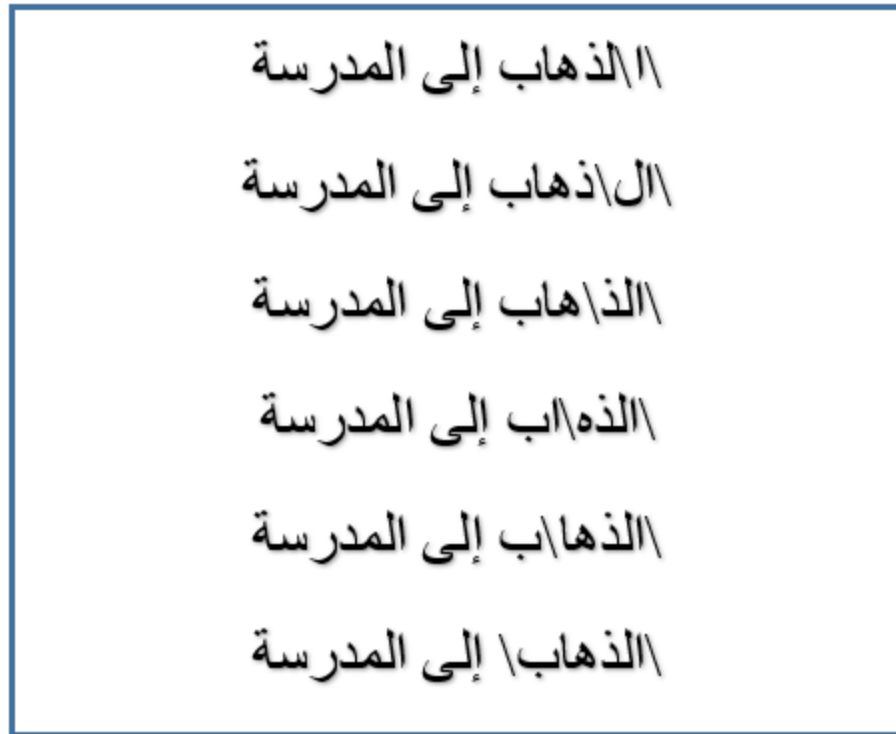 \ا\لذهاب إلى المدرسة
\ال\ذهاب إلى المدرسة
\الذ\هاب إلى المدرسة
\الذه\اب إلى المدرسة
\الذها\ب إلى المدرسة
\الذهاب\ إلى المدرسة